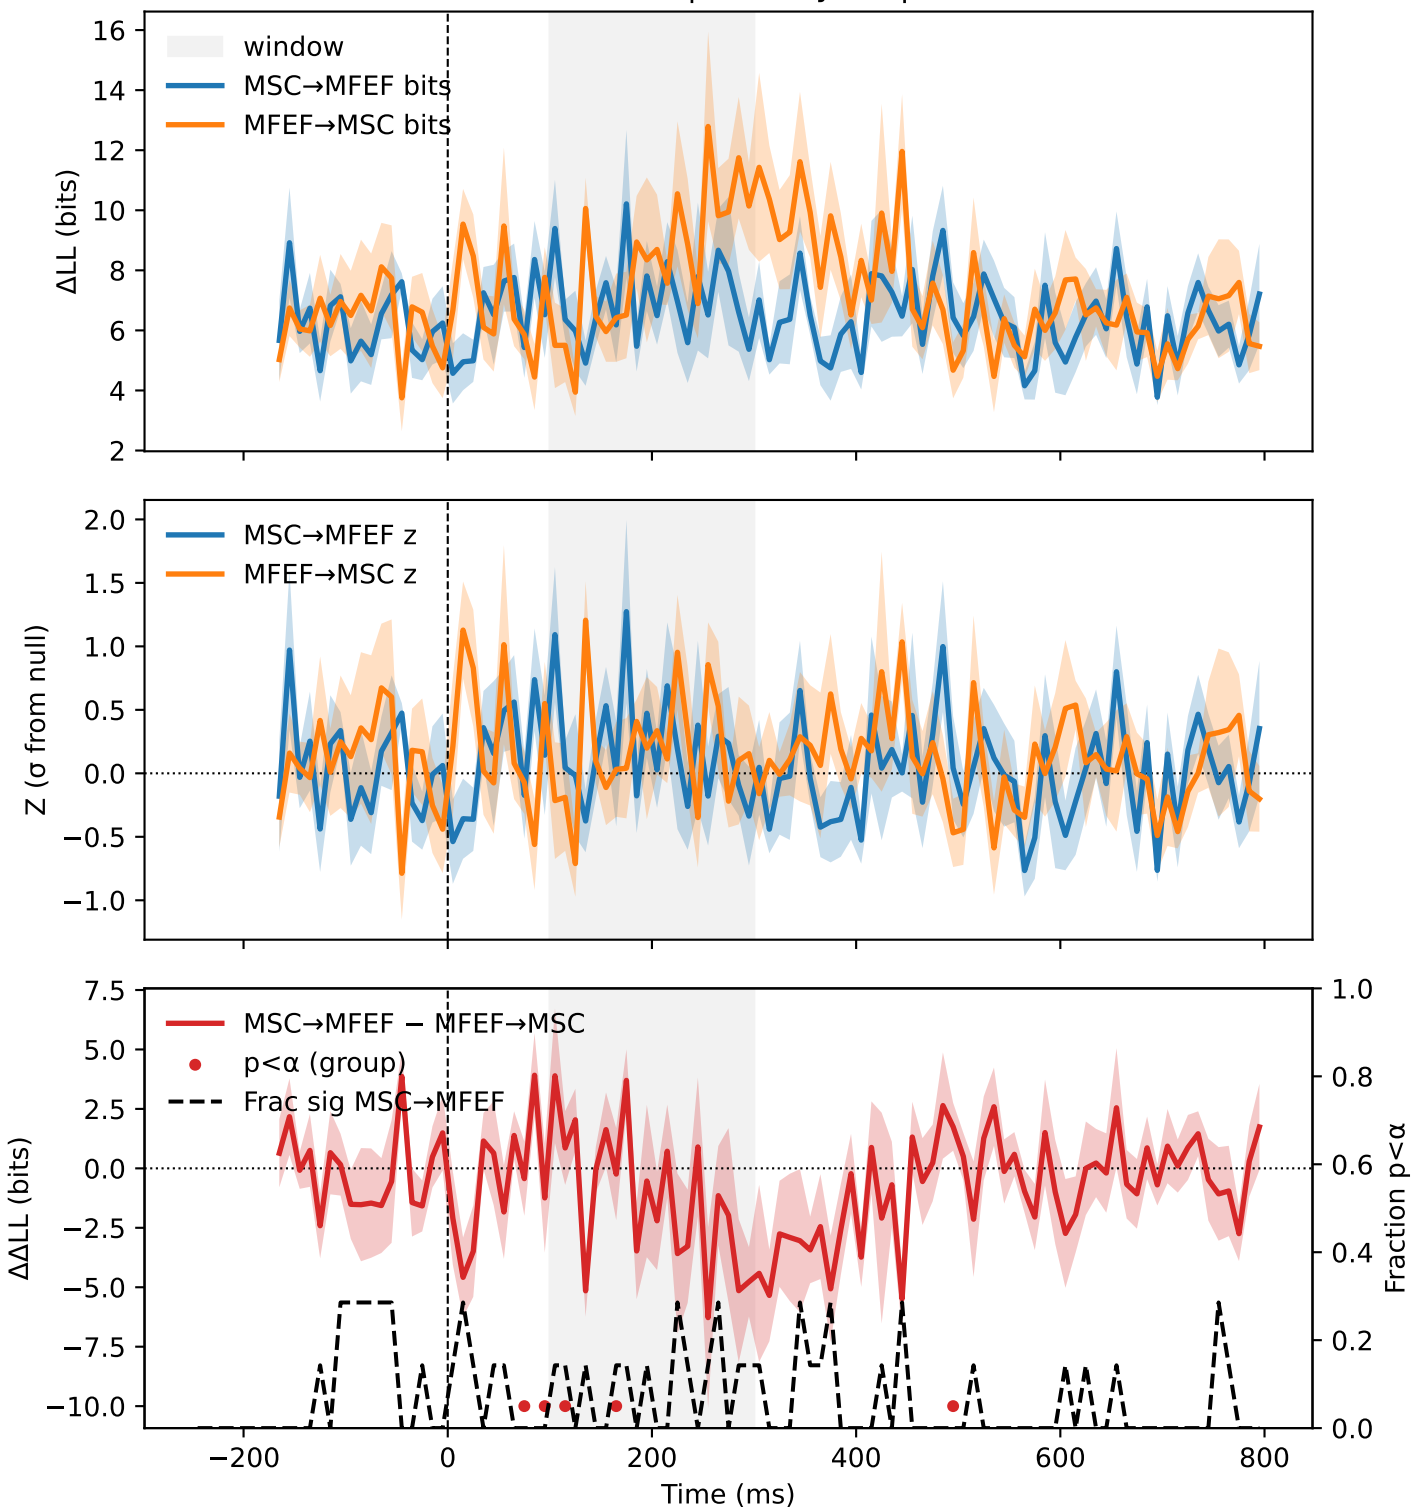 16
14
12
10
8
6
4
2
ΔLL (bits)
window
MSC→MFEF bits
MFEF→MSC bits
2.0
1.5
1.0
0.5
0.0
−0.5
−1.0
Z (σ from null)
MSC→MFEF z
MFEF→MSC z
7.5
5.0
2.5
0.0
−2.5
−5.0
−7.5
−10.0
ΔΔLL (bits)
MSC→MFEF − MFEF→MSC
p<α (group)
Frac sig MSC→MFEF
1.0
0.8
0.6
0.4
0.2
0.0
Fraction p<α
−200 0 200 400 600 800
Time (ms)